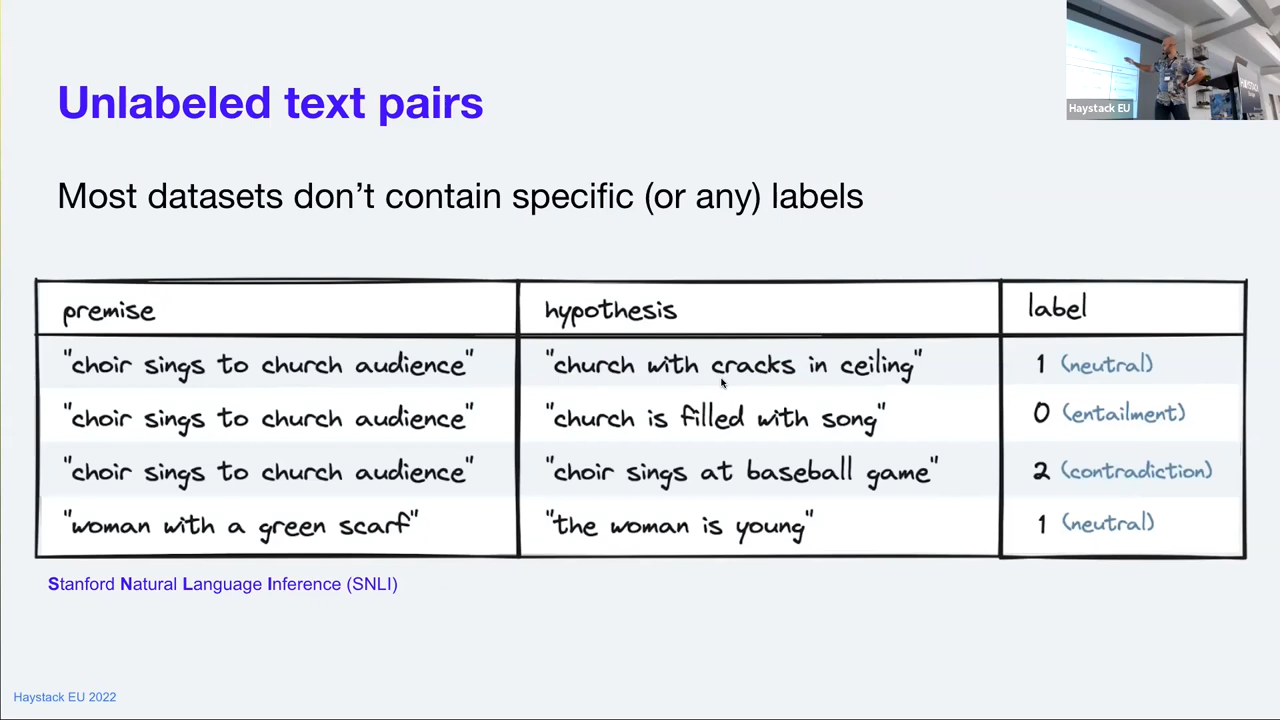 Unlabeled text pairs
Haystack EU
Most datasets don't contain specific (or any) labels
premise hypothesis label
"choir sings to church audience" "church with cracks in ceiling" 1 (neutral)
"choir sings to church audience" "church is filled with song" 0 (entailment)
"choir sings to church audience" "choir sings at baseball game" 2 (contradiction)
"woman with a green scarf" "the woman is young" 1 (neutral)
Stanford Natural Language Inference (SNLI)
Haystack EU 2022